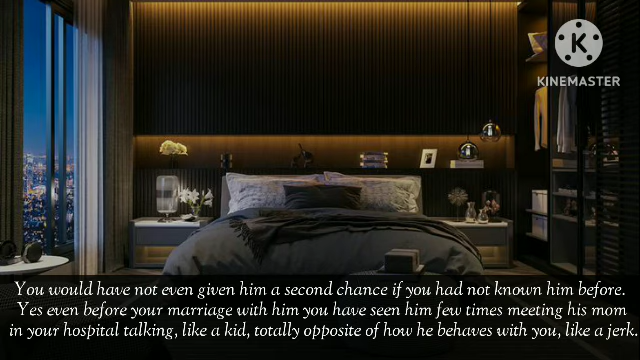 KINEMASTER
You would have not even given him a second chance if you had not known him before.
Yes even before your marriage with him you have seen him few times meeting his mom
in your hospital talking, like a kid, totally opposite of how he behaves with you, like a jerk.